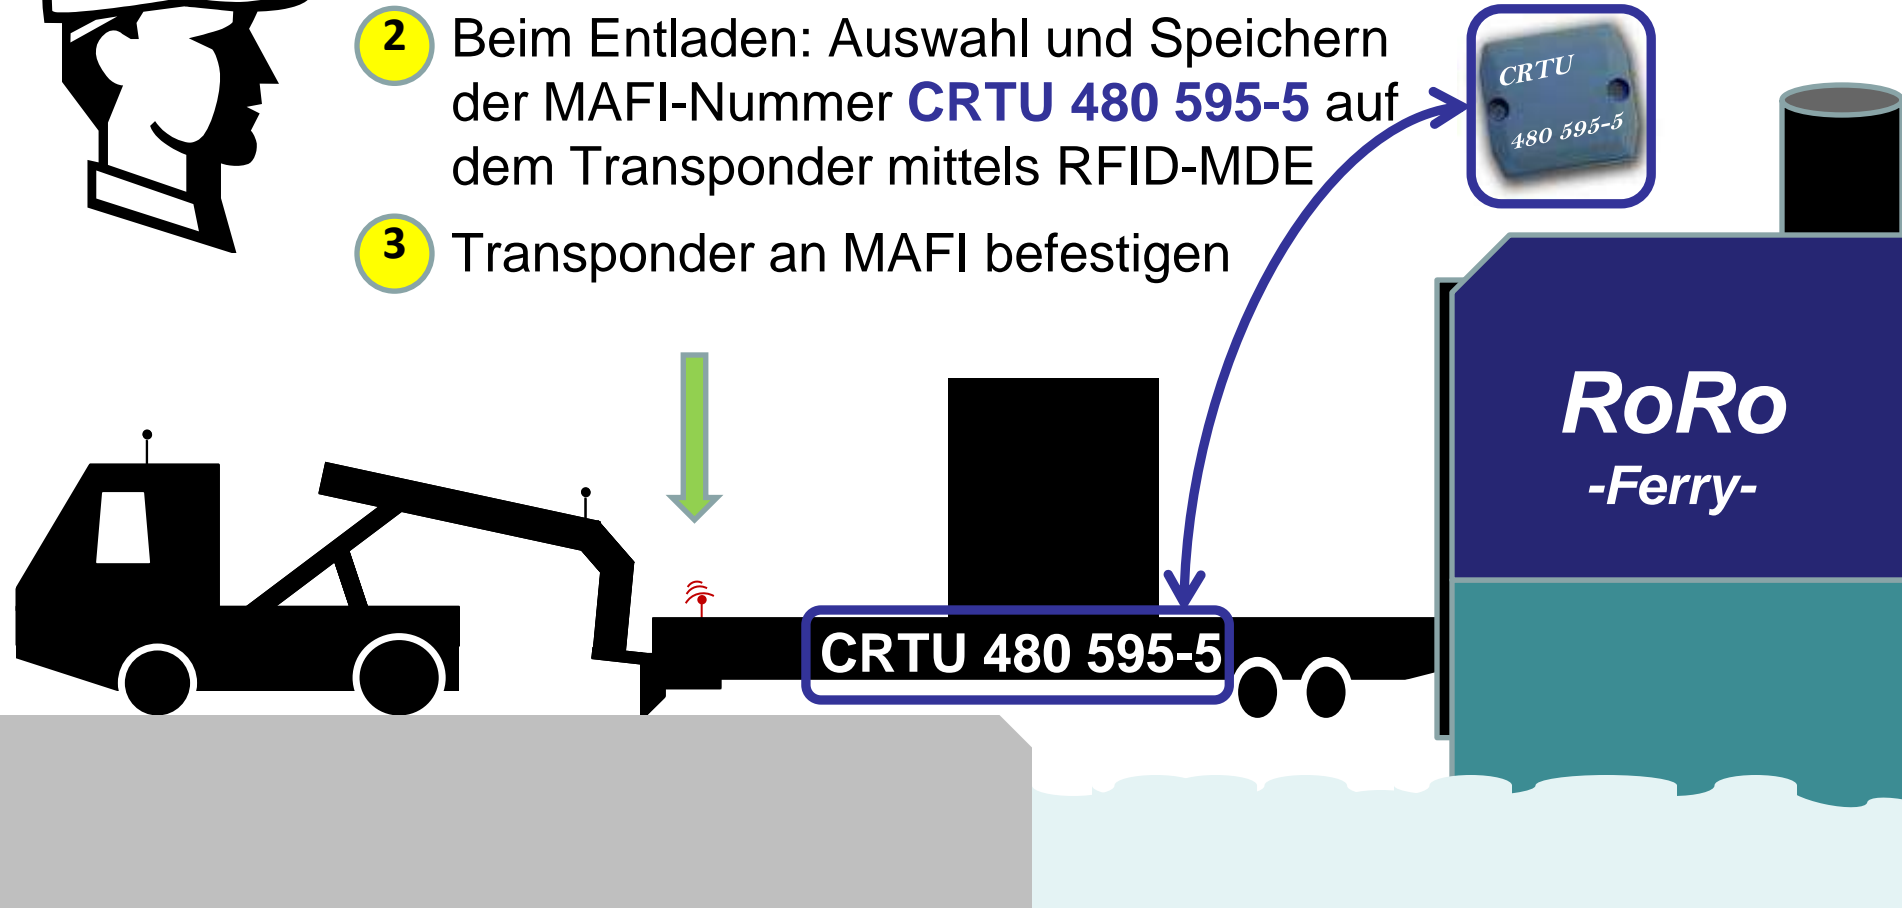 2
Beim Entladen: Auswahl und Speichern
der MAFI-Nummer CRTU 480 595-5 auf
dem Transponder mittels RFID-MDE
3
Transponder an MAFI befestigen
CRTU
480 595-5
RoRo
-Ferry-
CRTU 480 595-5